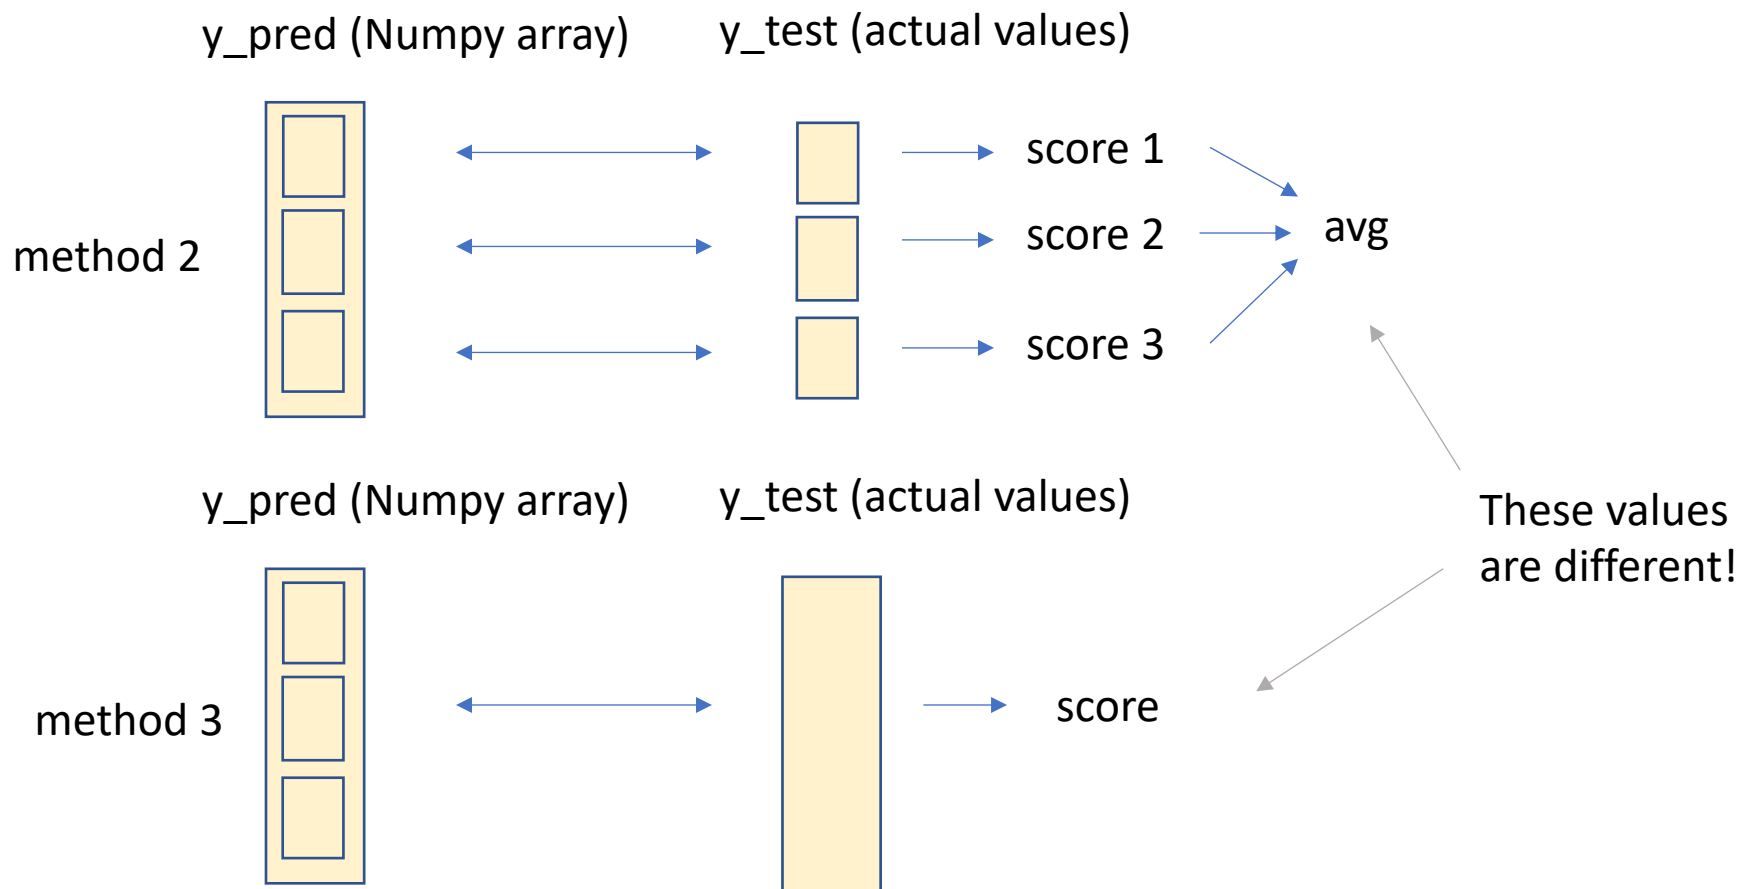 y_pred (Numpy array)
y_test (actual values)
score 1
score 2
avg
method 2
score 3
y_pred (Numpy array)
y_test (actual values)
These values
are different!
method 3
score